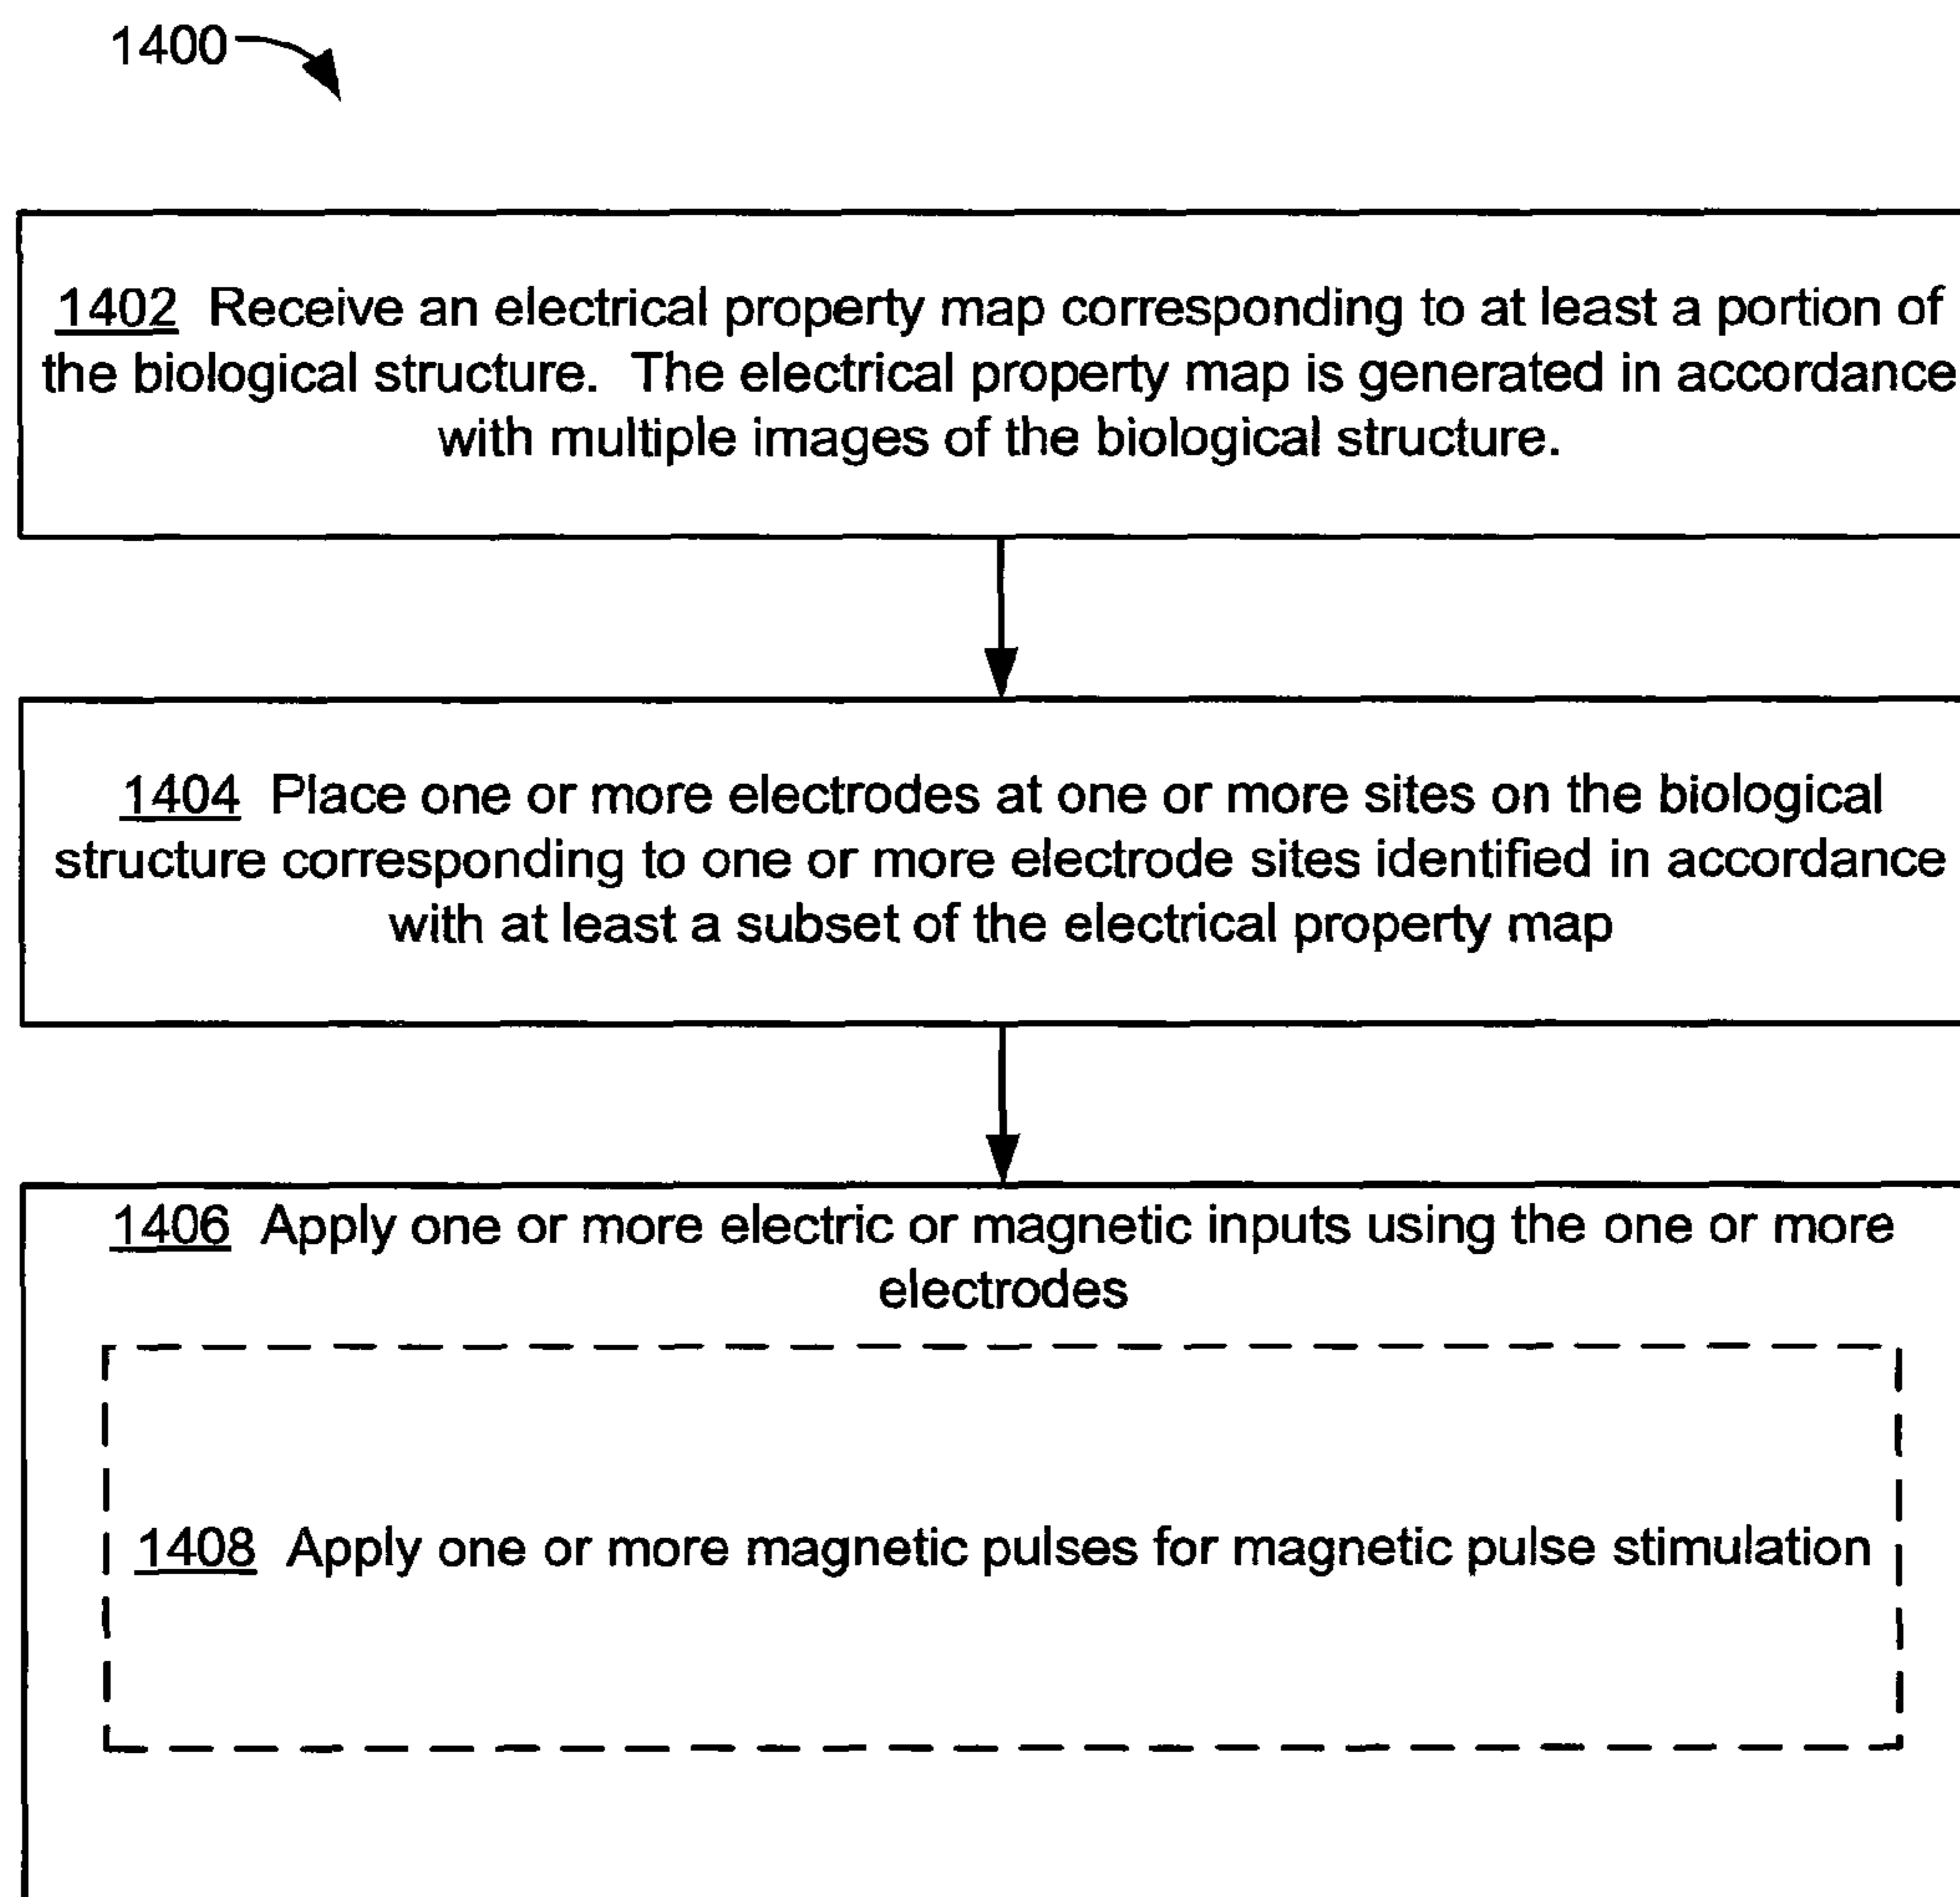 1400
1402 Receive an electrical property map corresponding to at least a portion of
the biological structure. The electrical property map is generated in accordance
with multiple images of the biological structure.
1404 Place one or more electrodes at one or more sites on the biological
structure corresponding to one or more electrode sites identified in accordance
with at least a subset of the electrical property map
1406 Apply one or more electric or magnetic inputs using the one or more
electrodes
1408 Apply one or more magnetic pulses for magnetic pulse stimulation